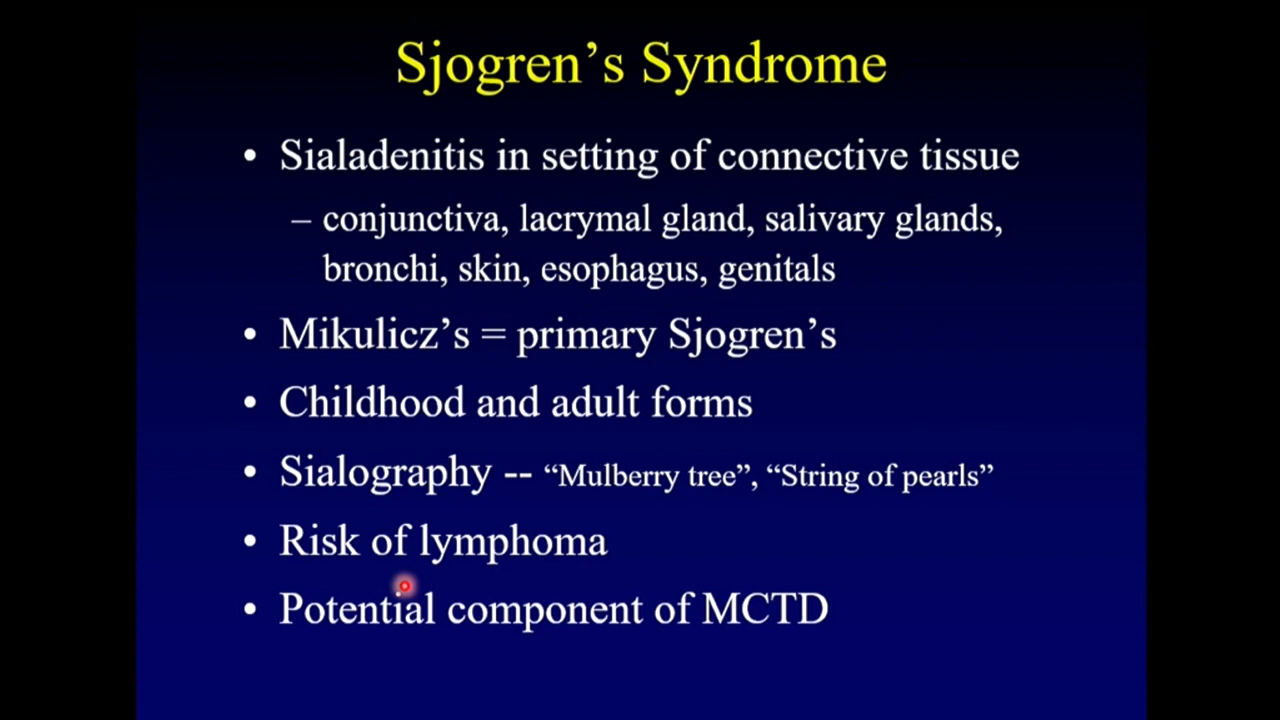 Sjogren’s Syndrome
• Sialadenitis in setting of connective tissue
– conjunctiva, lacrymal gland, salivary glands,
bronchi, skin, esophagus, genitals
• Mikulicz’s = primary Sjogren’s
• Childhood and adult forms
• Sialography -- “Mulberry tree”, “String of pearls”
• Risk of lymphoma
• Potential component of MCTD